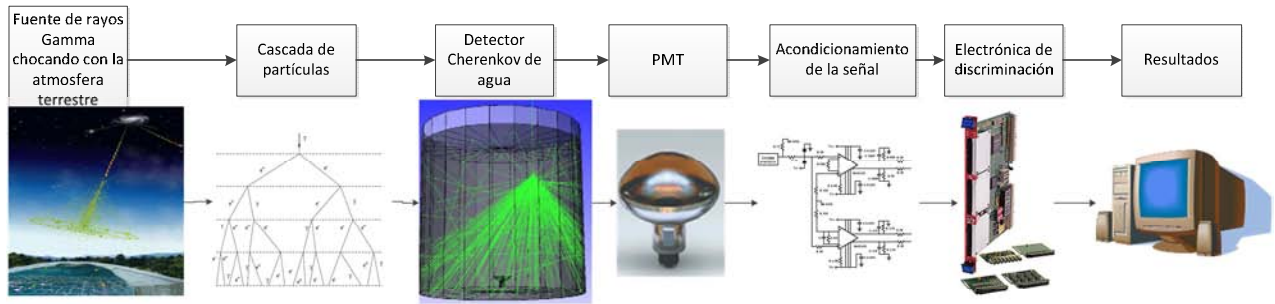 Fuente de rayos
Gamma
chocando con la
atmosfera
terrestre
Cascada de
partículas
Detector
Cherenkov de
agua
PMT
Acondicionamiento
de la señal
Electrónica de
discriminación
Resultados